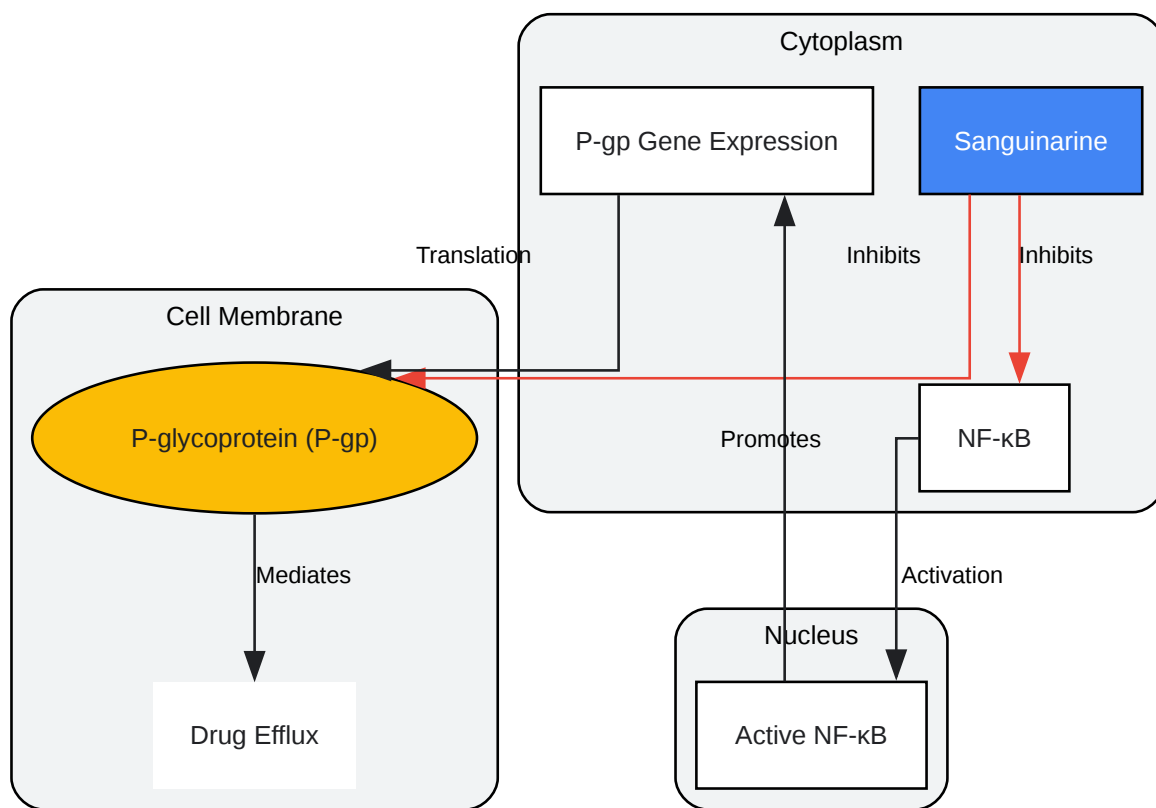 Cytoplasm
P-gp Gene Expression
Sanguinarine
Translation
Inhibits
Inhibits
Cell Membrane
P-glycoprotein (P-gp)
Promotes
NF-κB
Mediates
Activation
Nucleus
Drug Efflux
Active NF-κB